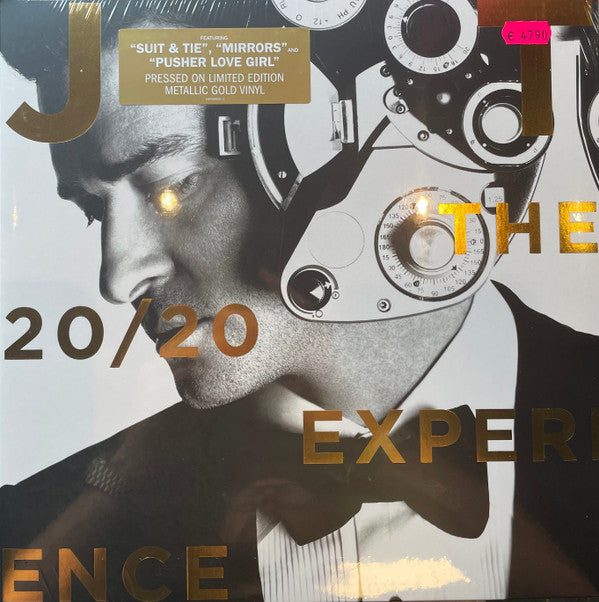 J T
FEATURING
"SUIT & TIE", "MIRRORS" AND
"PUSHER LOVE GIRL"
PRESSED ON LIMITED EDITION
METALLIC GOLD VINYL
€ 47.90
THE
20/20
EXPERI
ENCE